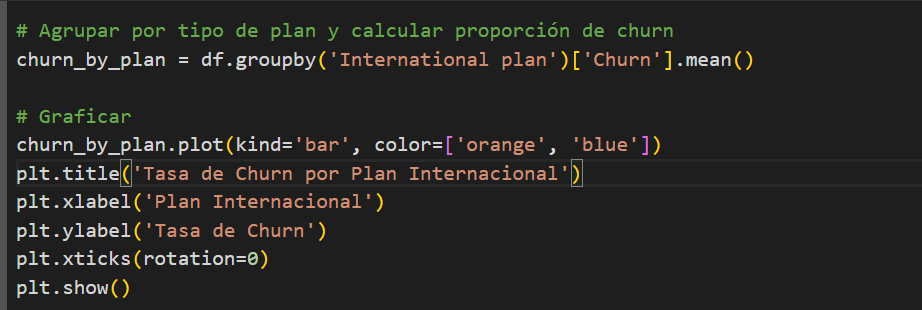 # Agrupar por tipo de plan y calcular proporción de churn
churn_by_plan = df.groupby('International plan')['Churn'].mean()
# Graficar
churn_by_plan.plot(kind='bar', color=['orange', 'blue'])
plt.title('Tasa de Churn por Plan Internacional')
plt.xlabel('Plan Internacional')
plt.ylabel('Tasa de Churn')
plt.xticks(rotation=0)
plt.show()